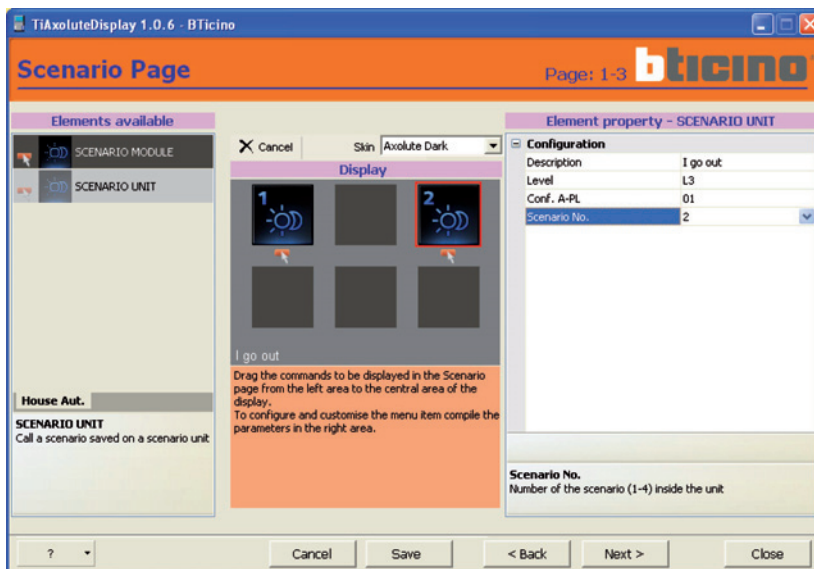 TiAxoluteDisplay 1.0.6 - BTicino
Scenario Page
Page: 1-3
bticino
Elements available
SCENARIO MODULE
SCENARIO UNIT
House Aut.
SCENARIO UNIT
Call a scenario saved on a scenario unit
Cancel
Skin
Axolute Dark
Display
1
2
I go out
Drag the commands to be displayed in the Scenario
page from the left area to the central area of the
display.
To configure and customise the menu item compile the
parameters in the right area.
Element property - SCENARIO UNIT
Configuration
Description I go out
Level L3
Conf. A-PL 01
Scenario No. 2
Scenario No.
Number of the scenario (1-4) inside the unit
?
Cancel
Save
< Back
Next >
Close